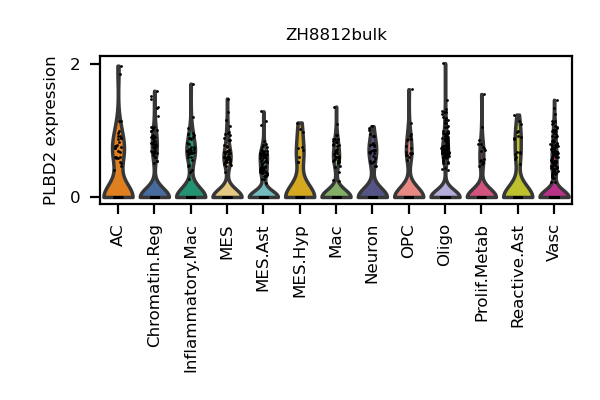 ZH8812bulk
PLBD2 expression
2
0
AC
Chromatin.Reg
Inflammatory.Mac
MES
MES.Ast
MES.Hyp
Mac
Neuron
OPC
Oligo
Prolif.Metab
Reactive.Ast
Vasc